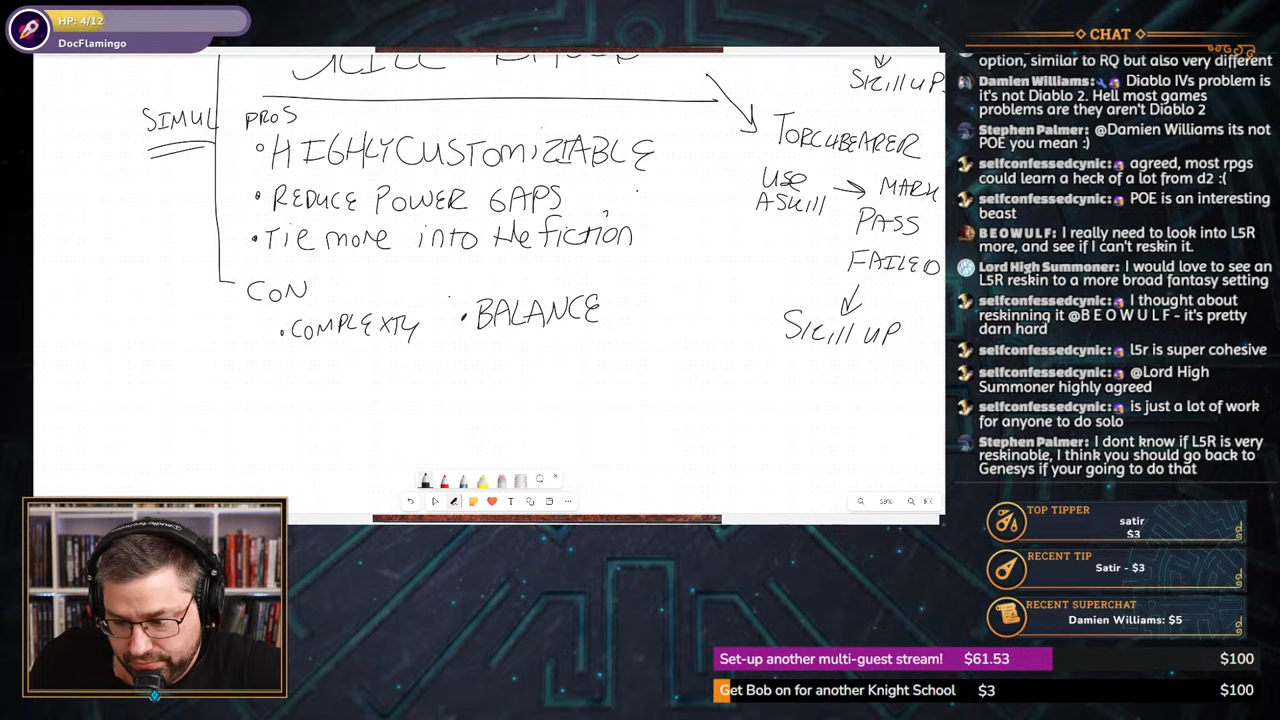 HP: 4/12
DocFlamingo
SKILL BASED
SIMUL
PROS
• HIGHLY CUSTOMIZTABLE
• REDUCE POWER GAPS
• Tie more into the fiction
CON
• COMPLEXTY
• BALANCE
Skill up
TORCHBEARER
USE
A Skill
MARK
PASS
FAILED
Skill up
59%
CHAT
option, similar to RQ but also very different
Damien Williams: Diablo IVs problem is
it's not Diablo 2. Hell most games
problems are they aren't Diablo 2
Stephen Palmer: @Damien Williams its not
POE you mean :)
selfconfessedcynic: agreed, most rpgs
could learn a heck of a lot from d2 :(
selfconfessedcynic: POE is an interesting
beast
B E O W U L F: I really need to look into L5R
more, and see if I can't reskin it.
Lord High Summoner: I would love to see an
L5R reskin to a more broad fantasy setting
selfconfessedcynic: I thought about
reskinning it @B E O W U L F - it's pretty
darn hard
selfconfessedcynic: l5r is super cohesive
selfconfessedcynic: @Lord High
Summoner highly agreed
selfconfessedcynic: is just a lot of work
for anyone to do solo
Stephen Palmer: I dont know if L5R is very
reskinable, I think you should go back to
Genesys if your going to do that
TOP TIPPER
satir
$3
RECENT TIP
Satir - $3
RECENT SUPERCHAT
Damien Williams: $5
Set-up another multi-guest stream! $61.53 $100
Get Bob on for another Knight School $3 $100